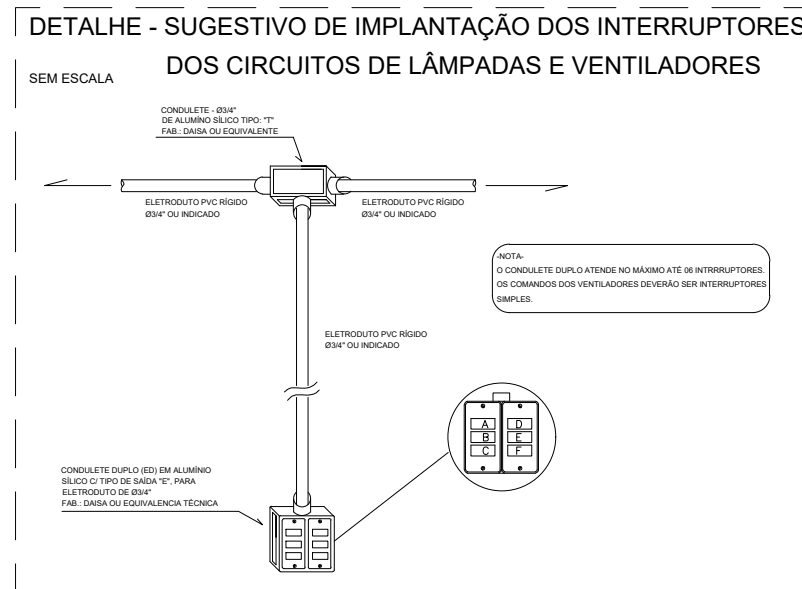 DETALHE - SUGESTIVO DE IMPLANTAÇÃO DOS INTERRUPTORES
DOS CIRCUITOS DE LÂMPADAS E VENTILADORES
SEM ESCALA
CONDULETE - Ø3/4"
DE ALUMÍNO SÍLICO TIPO: "T"
FAB.: DAISA OU EQUIVALENTE
ELETRODUTO PVC RÍGIDO
Ø3/4" OU INDICADO
ELETRODUTO PVC RÍGIDO
Ø3/4" OU INDICADO
-NOTA-
O CONDULETE DUPLO ATENDE NO MÁXIMO ATÉ 06 INTRRRUPTORES.
OS COMANDOS DOS VENTILADORES DEVERÃO SER INTERRUPTORES
SIMPLES.
ELETRODUTO PVC RÍGIDO
Ø3/4" OU INDICADO
A D
B E
C F
CONDULETE DUPLO (ED) EM ALUMÍNIO
SÍLICO C/ TIPO DE SAÍDA "E", PARA
ELETRODUTO DE Ø3/4"
FAB.: DAISA OU EQUIVALENCIA TÉCNICA